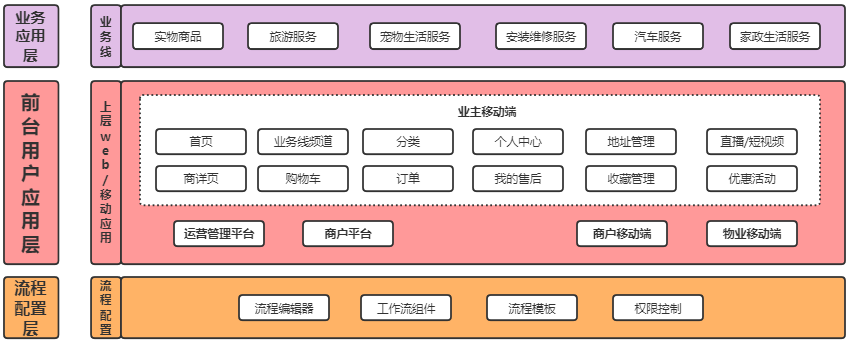 业务
应用
层
业
务
线
实物商品
旅游服务
宠物生活服务
安装维修服务
汽车服务
家政生活服务
前
台
用
户
应
用
层
上
层
w
e
b
/
移
动
应
用
业主移动端
首页
业务线频道
分类
个人中心
地址管理
直播/短视频
商详页
购物车
订单
我的售后
收藏管理
优惠活动
运营管理平台
商户平台
商户移动端
物业移动端
流程
配置
层
流
程
配
置
流程编辑器
工作流组件
流程模板
权限控制